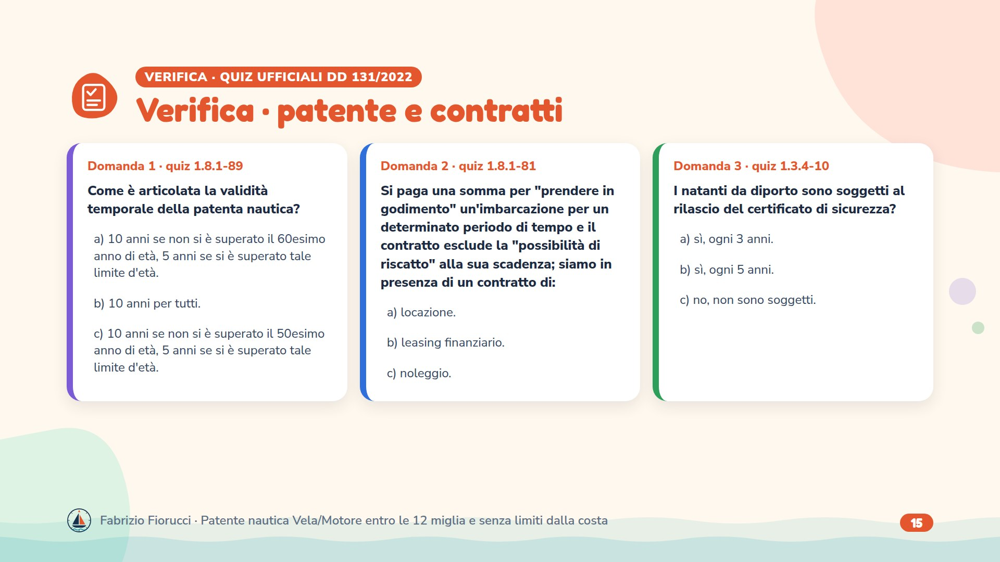 VERIFICA · QUIZ UFFICIALI DD 131/2022
Verifica · patente e contratti
Domanda 1 · quiz 1.8.1-89
Come è articolata la validità
temporale della patenta nautica?
a) 10 anni se non si è superato il 60esimo
anno di età, 5 anni se si è superato tale
limite d'età.
b) 10 anni per tutti.
c) 10 anni se non si è superato il 50esimo
anno di età, 5 anni se si è superato tale
limite d'età.
Domanda 2 · quiz 1.8.1-81
Si paga una somma per "prendere in
godimento" un'imbarcazione per un
determinato periodo di tempo e il
contratto esclude la "possibilità di
riscatto" alla sua scadenza; siamo in
presenza di un contratto di:
a) locazione.
b) leasing finanziario.
c) noleggio.
Domanda 3 · quiz 1.3.4-10
I natanti da diporto sono soggetti al
rilascio del certificato di sicurezza?
a) sì, ogni 3 anni.
b) sì, ogni 5 anni.
c) no, non sono soggetti.
Fabrizio Fiorucci · Patente nautica Vela/Motore entro le 12 miglia e senza limiti dalla costa
15